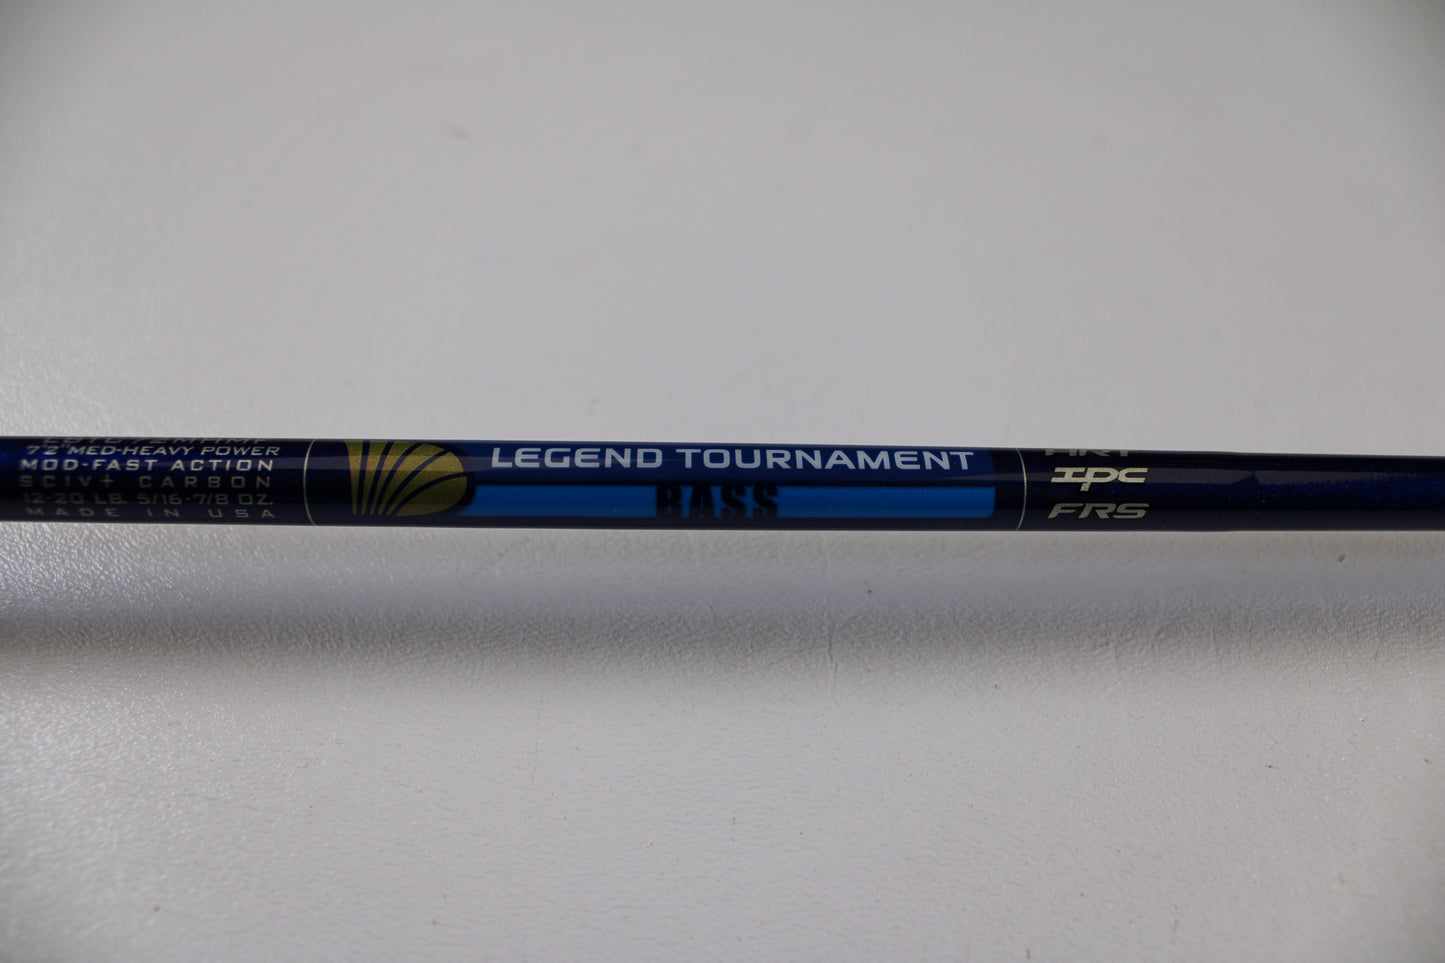 7'2" MED-HEAVY POWER
MOD-FAST ACTION
SCIV+ CARBON
12-20 LB. 5/16-7/8 OZ.
MADE IN USA
LEGEND TOURNAMENT
BASS
IPC
FRS